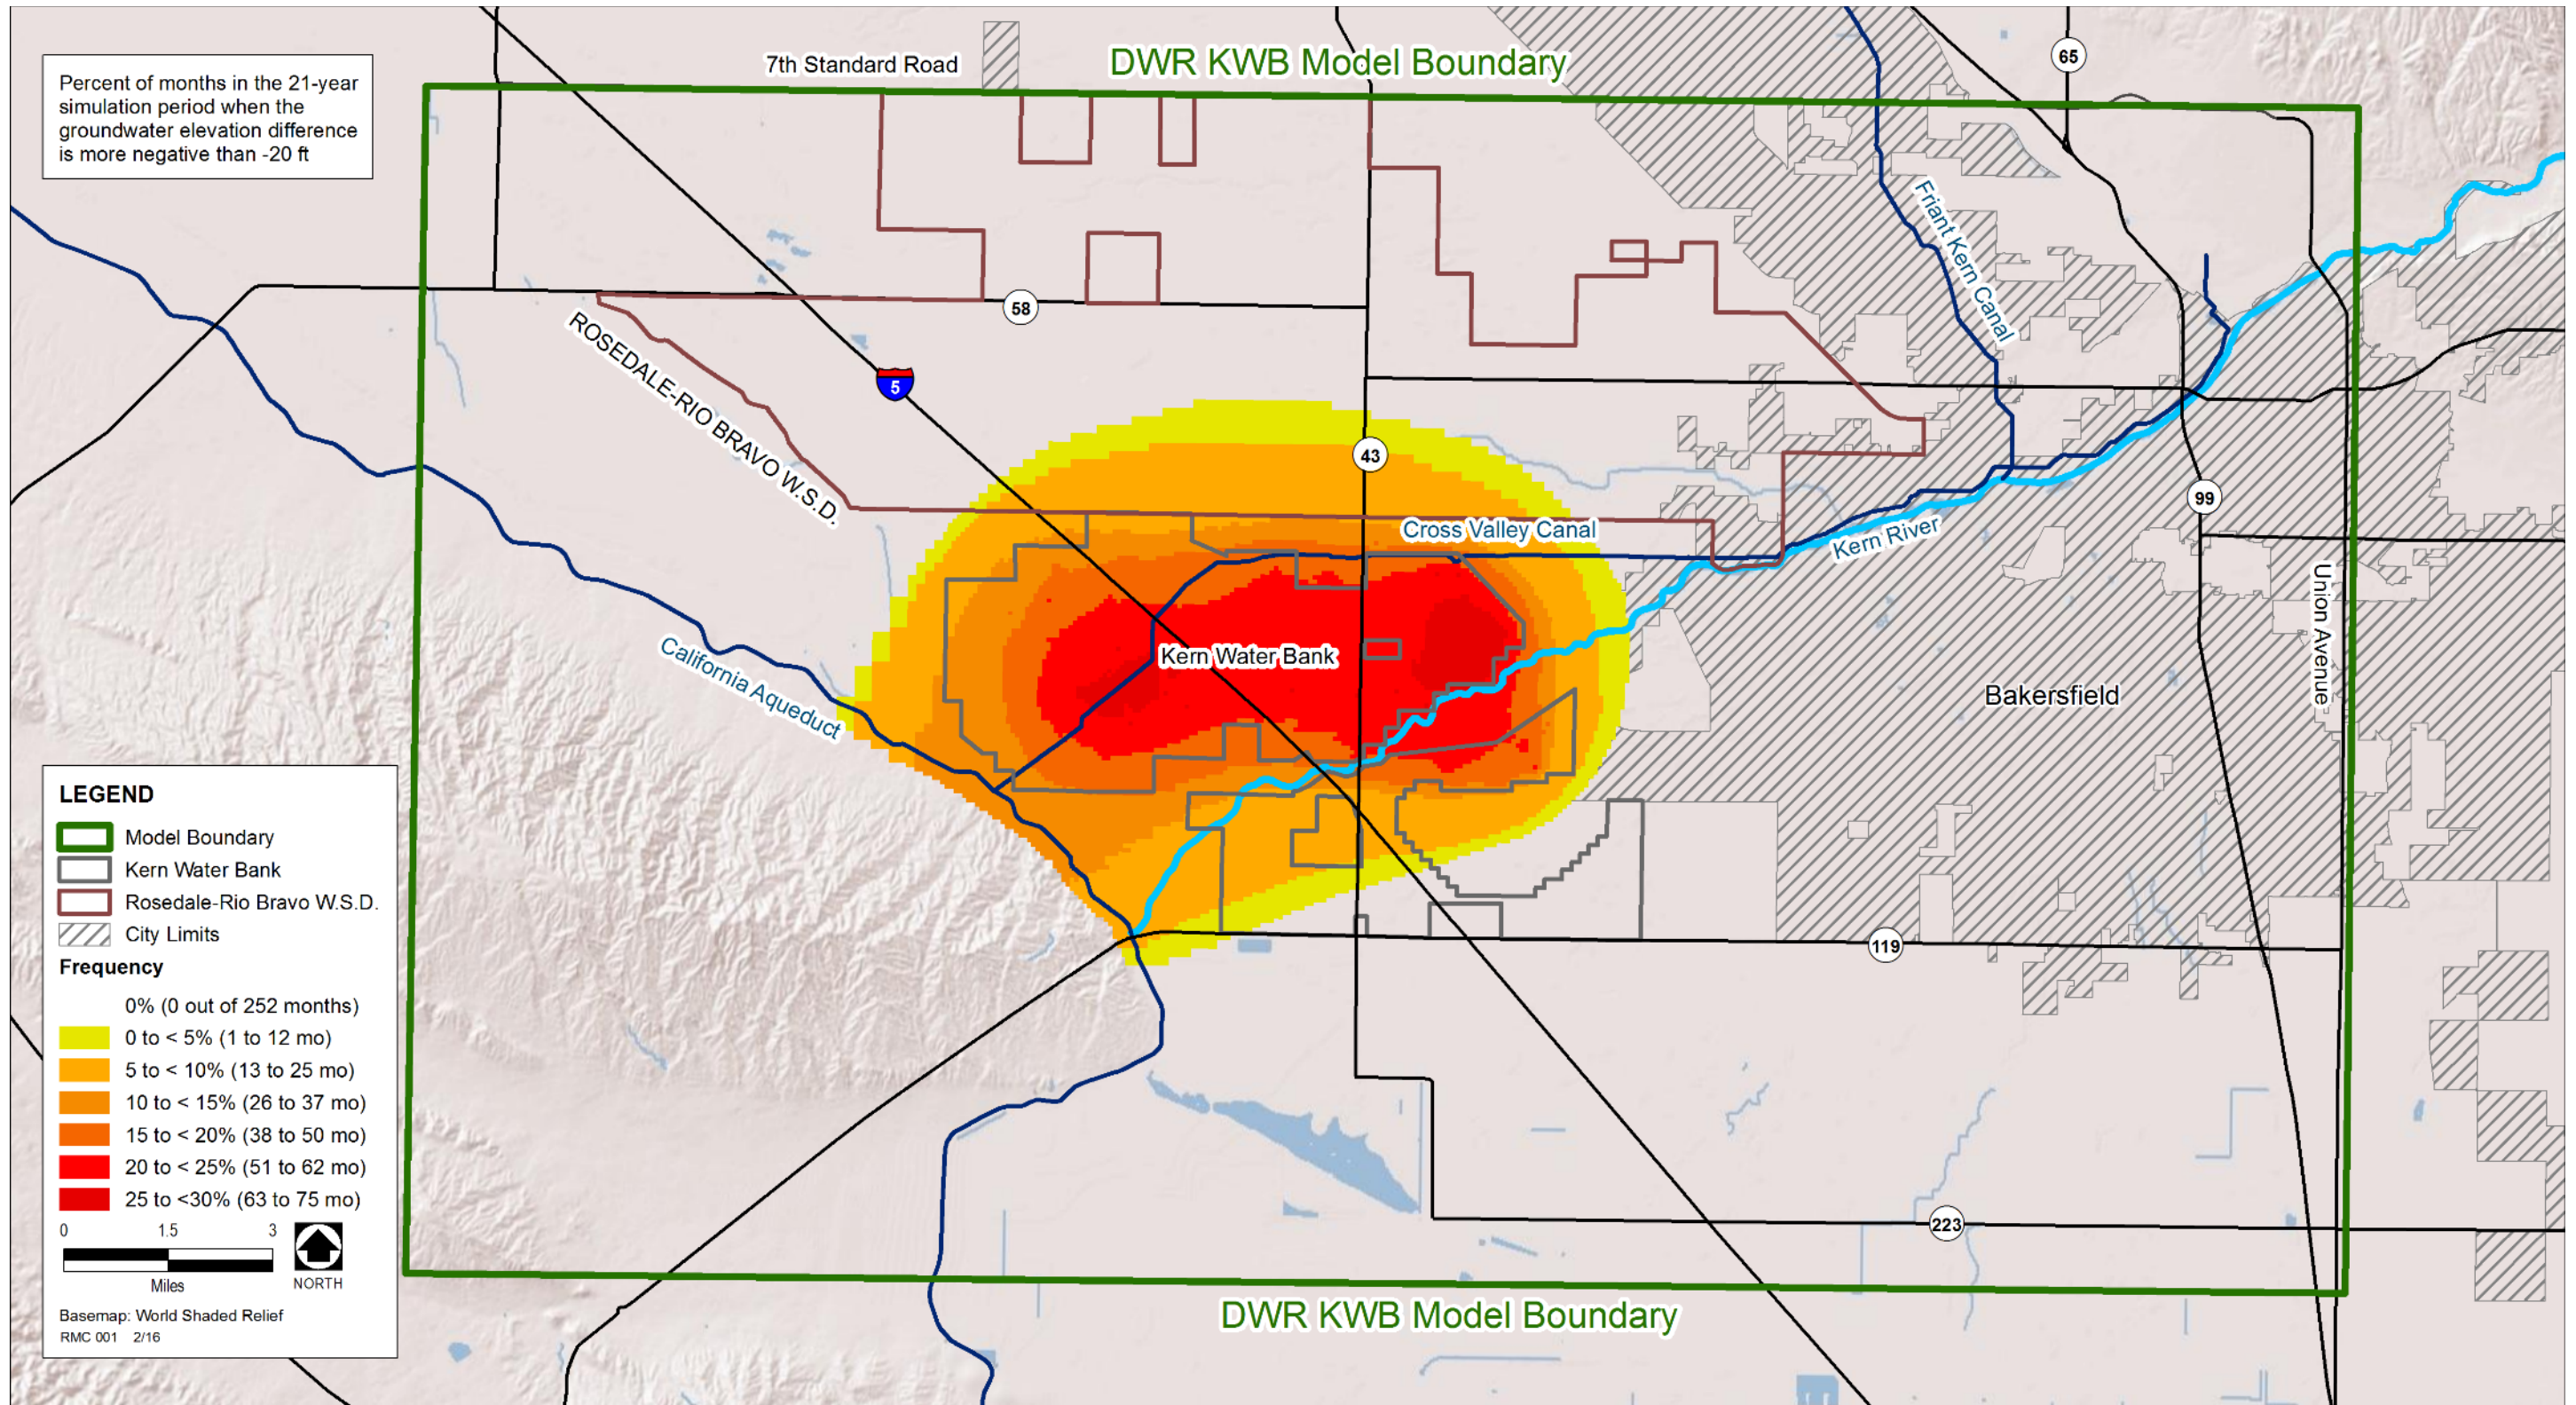 Percent of months in the 21-year
simulation period when the
groundwater elevation difference
is more negative than -20 ft
7th Standard Road
DWR KWB Model Boundary
65
Friant Kern Canal
58
ROSEDALE-RIO BRAVO W.S.D.
5
43
99
Cross Valley Canal
Kern River
Union Avenue
California Aqueduct
Kern Water Bank
Bakersfield
119
223
DWR KWB Model Boundary
LEGEND
Model Boundary
Kern Water Bank
Rosedale-Rio Bravo W.S.D.
City Limits
Frequency
0% (0 out of 252 months)
0 to < 5% (1 to 12 mo)
5 to < 10% (13 to 25 mo)
10 to < 15% (26 to 37 mo)
15 to < 20% (38 to 50 mo)
20 to < 25% (51 to 62 mo)
25 to <30% (63 to 75 mo)
0 1.5 3
Miles
NORTH
Basemap: World Shaded Relief
RMC 001 2/16